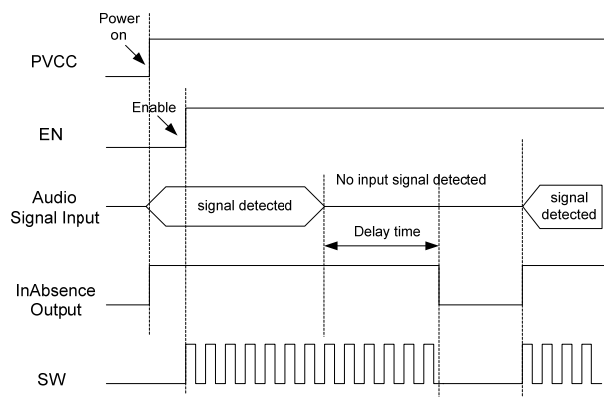 Power
on
PVCC
Enable
EN
Audio
Signal Input
signal detected
No input signal detected
signal
detected
Delay time
InAbsence
Output
SW